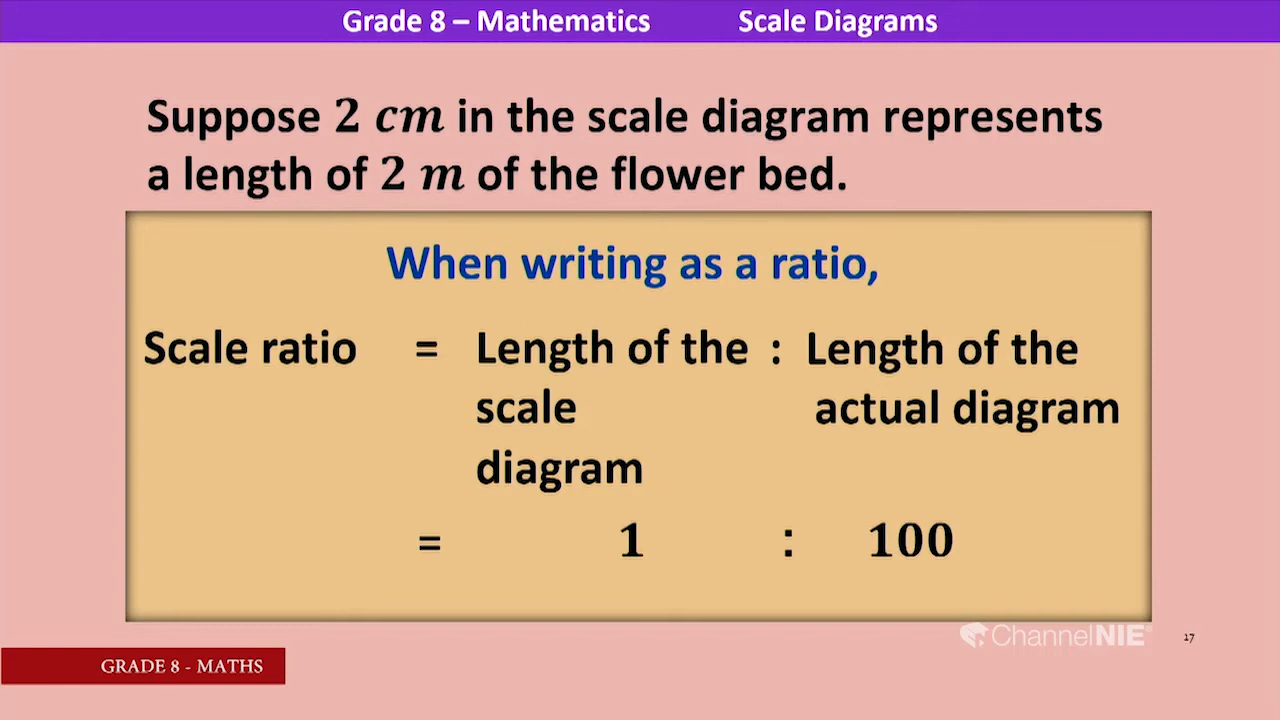 Grade 8 – Mathematics Scale Diagrams
Suppose 2 cm in the scale diagram represents
a length of 2 m of the flower bed.
When writing as a ratio,
Scale ratio = Length of the : Length of the
scale actual diagram
diagram
= 1 : 100
ChannelNIE
17
GRADE 8 - MATHS